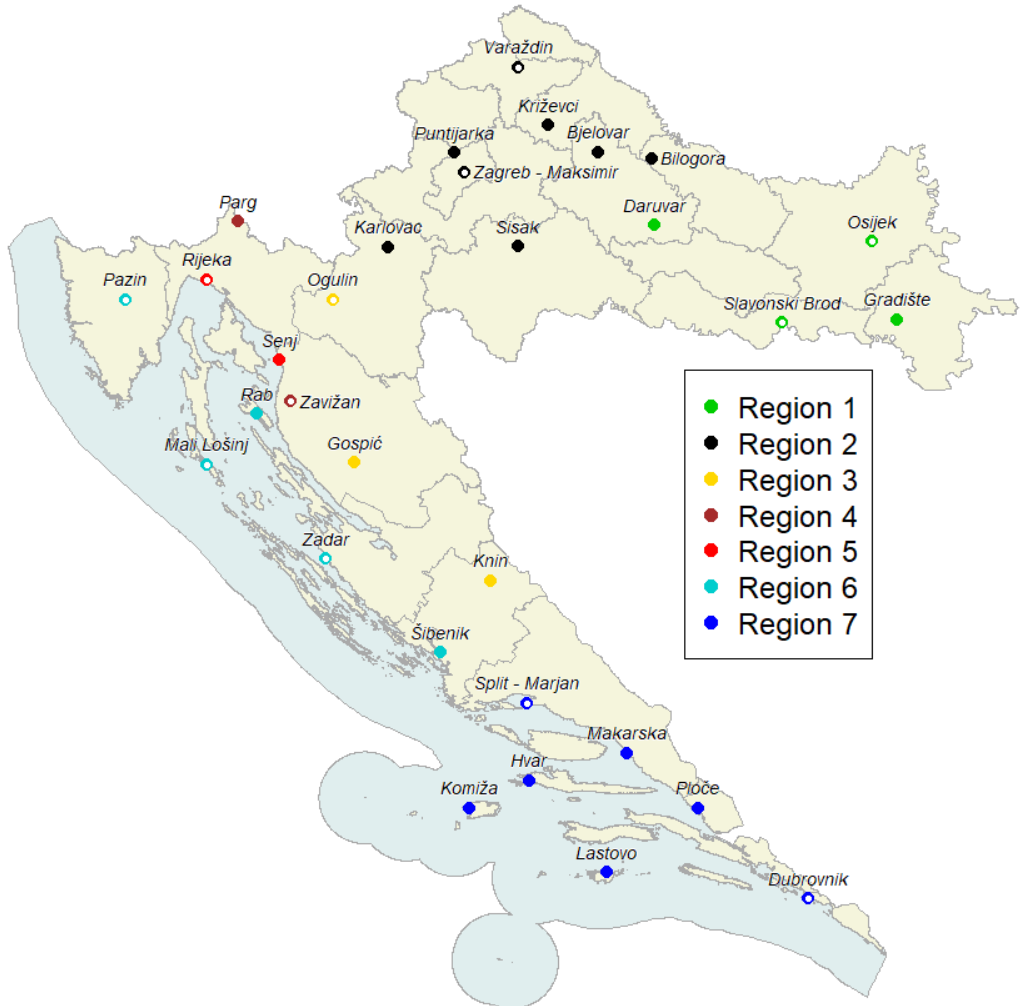 Varaždin
Križevci
Puntijarka
Bjelovar
Bilogora
Zagreb - Maksimir
Parg
Daruvar
Karlovac
Sisak
Osijek
Rijeka
Pazin
Ogulin
Slavonski Brod
Gradište
Senj
Rab
Zavižan
Mali Lošinj
Gospić
Zadar
Knin
Šibenik
Split - Marjan
Makarska
Hvar
Komiža
Ploče
Lastovo
Dubrovnik
Region 1
Region 2
Region 3
Region 4
Region 5
Region 6
Region 7